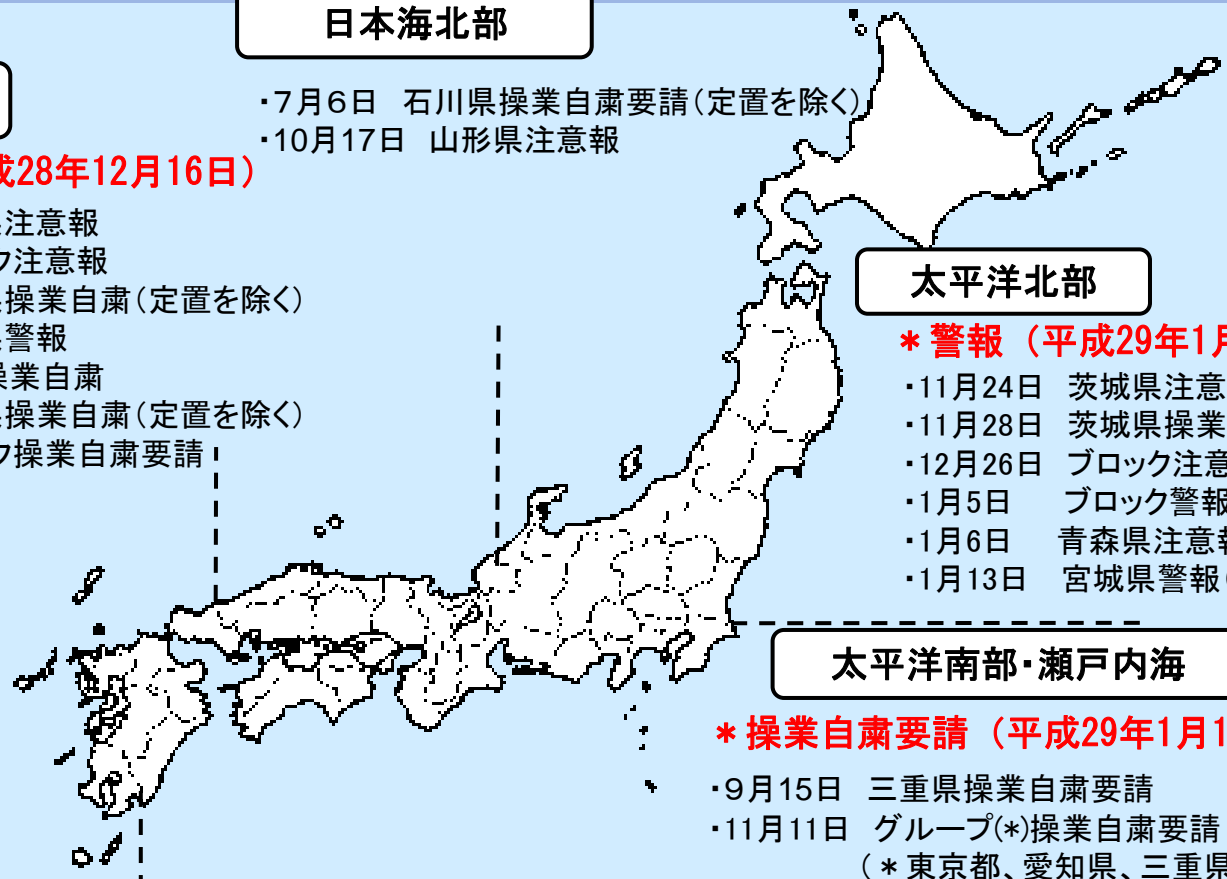 日本海北部
・7月6日 石川県操業自粛要請(定置を除く)
・10月17日 山形県注意報
成28年12月16日)
注意報
ク注意報
操業自粛(定置を除く)
警報
操業自粛
操業自粛(定置を除く)
ク操業自粛要請
太平洋北部
*警報 (平成29年1月
・11月24日 茨城県注意
・11月28日 茨城県操業
・12月26日 ブロック注意
・1月5日 ブロック警報
・1月6日 青森県注意報
・1月13日 宮城県警報
太平洋南部・瀬戸内海
*操業自粛要請 (平成29年1月1
・9月15日 三重県操業自粛要請
・11月11日 グループ(*)操業自粛要請
(*東京都、愛知県、三重県